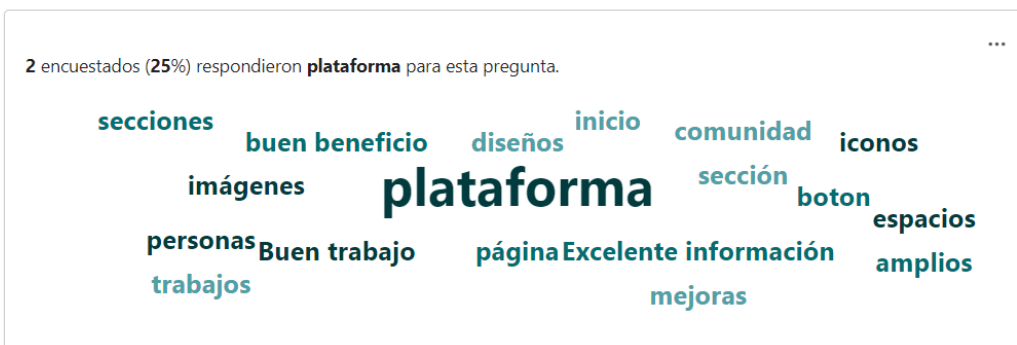 ...
2 encuestados (25%) respondieron plataforma para esta pregunta.
secciones
inicio
comunidad
buen beneficio
diseños
iconos
imágenes
plataforma
sección
boton
espacios
personas
Buen trabajo
página
Excelente información
amplios
trabajos
mejoras